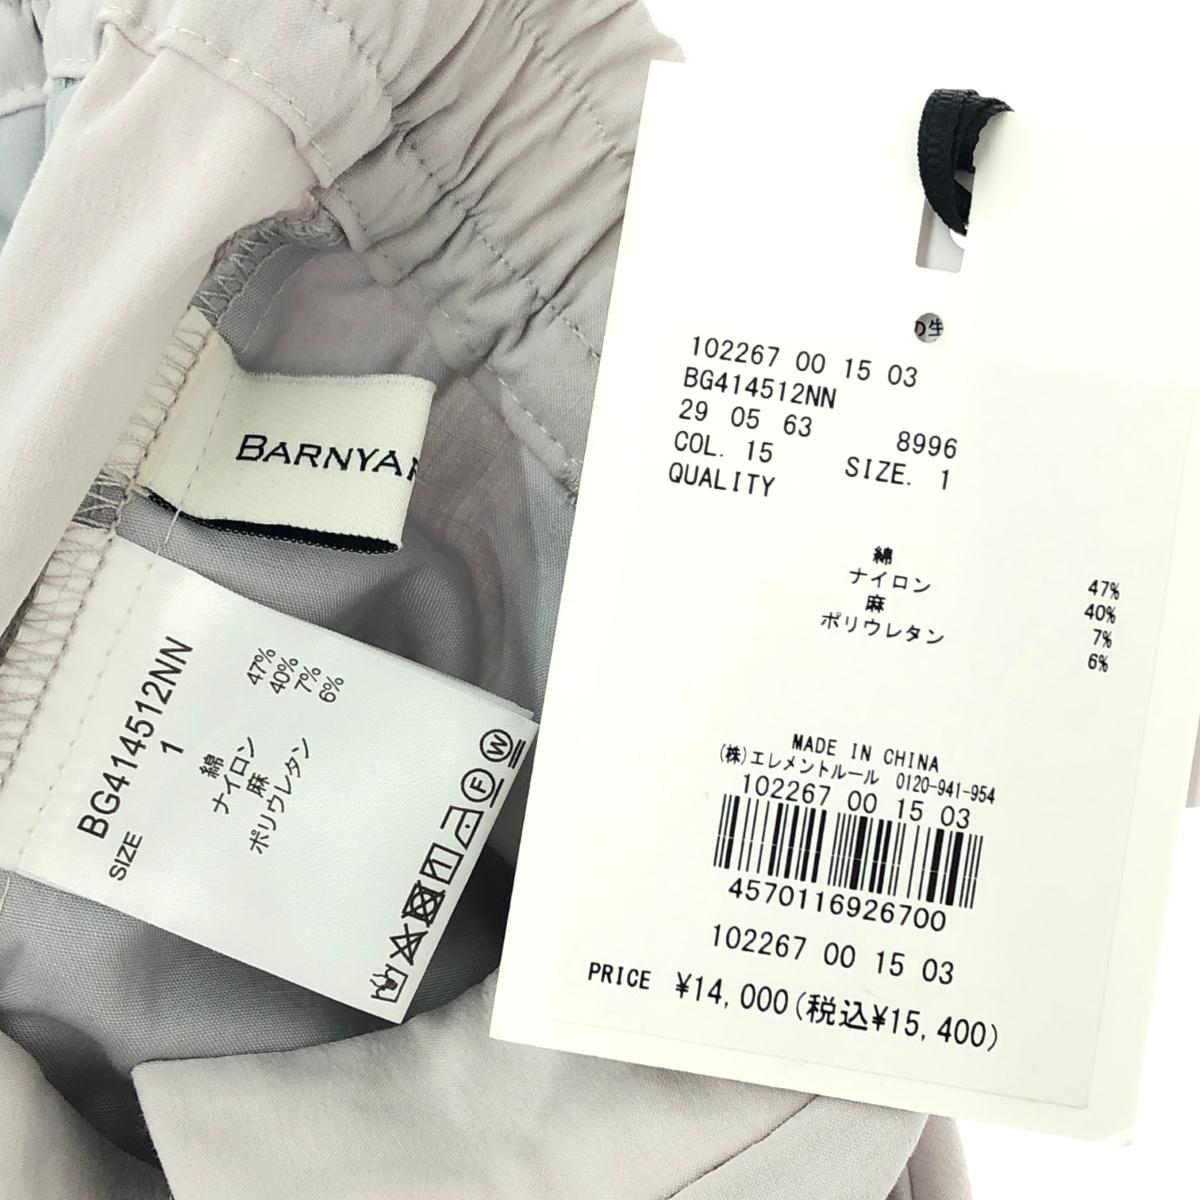 の生
102267 00 15 03
BG414512NN
29 05 63 8996
COL. 15 SIZE. 1
QUALITY
綿 47%
ナイロン 40%
麻 7%
ポリウレタン 6%
MADE IN CHINA
(株)エレメントルール 0120-941-954
102267 00 15 03
4570116926700
102267 00 15 03
PRICE ¥14,000(税込¥15,400)
BARNYA
BG414512NN
SIZE 1
綿 47%
ナイロン 40%
麻 7%
ポリウレタン 6%
W
F